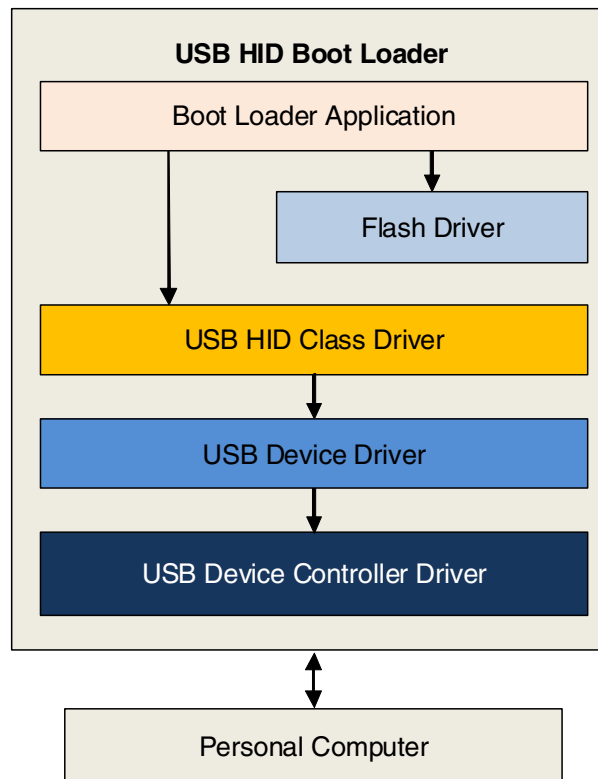 USB HID Boot Loader
Boot Loader Application
Flash Driver
USB HID Class Driver
USB Device Driver
USB Device Controller Driver
Personal Computer